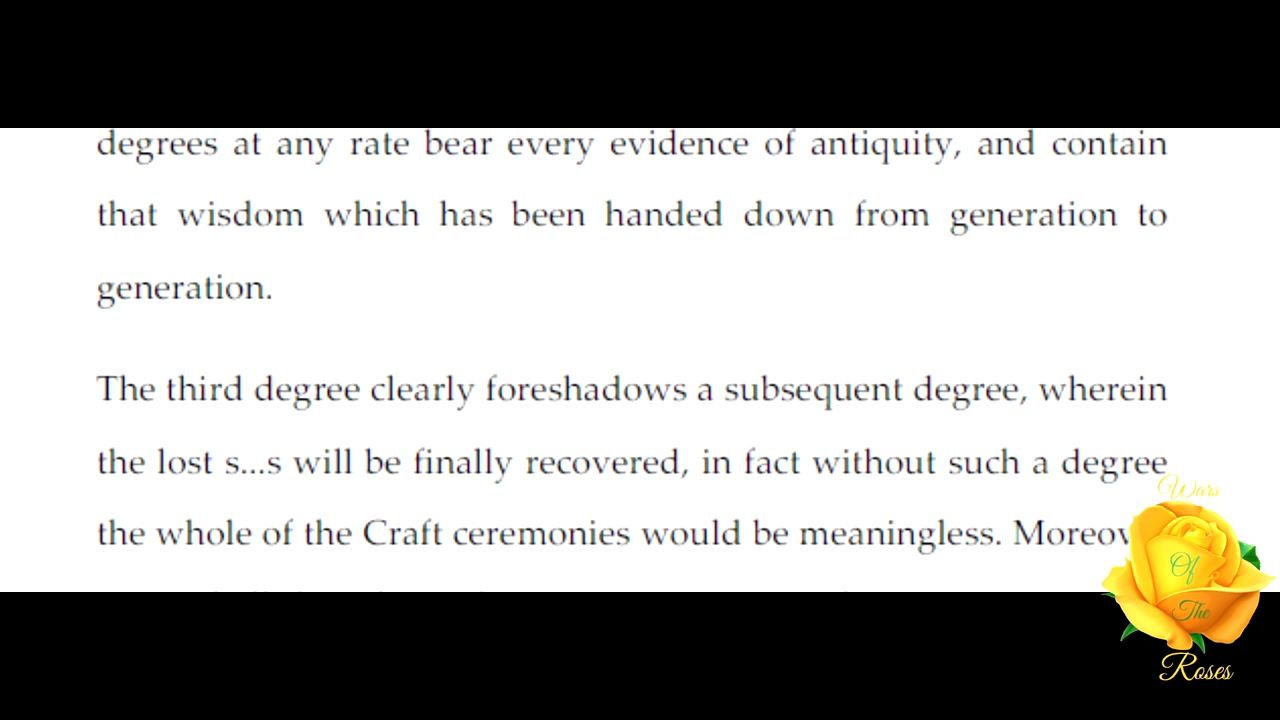 degrees at any rate bear every evidence of antiquity, and contain
that wisdom which has been handed down from generation to
generation.
The third degree clearly foreshadows a subsequent degree, wherein
the lost s...s will be finally recovered, in fact without such a degree
the whole of the Craft ceremonies would be meaningless.
Wars
Of
The
Roses